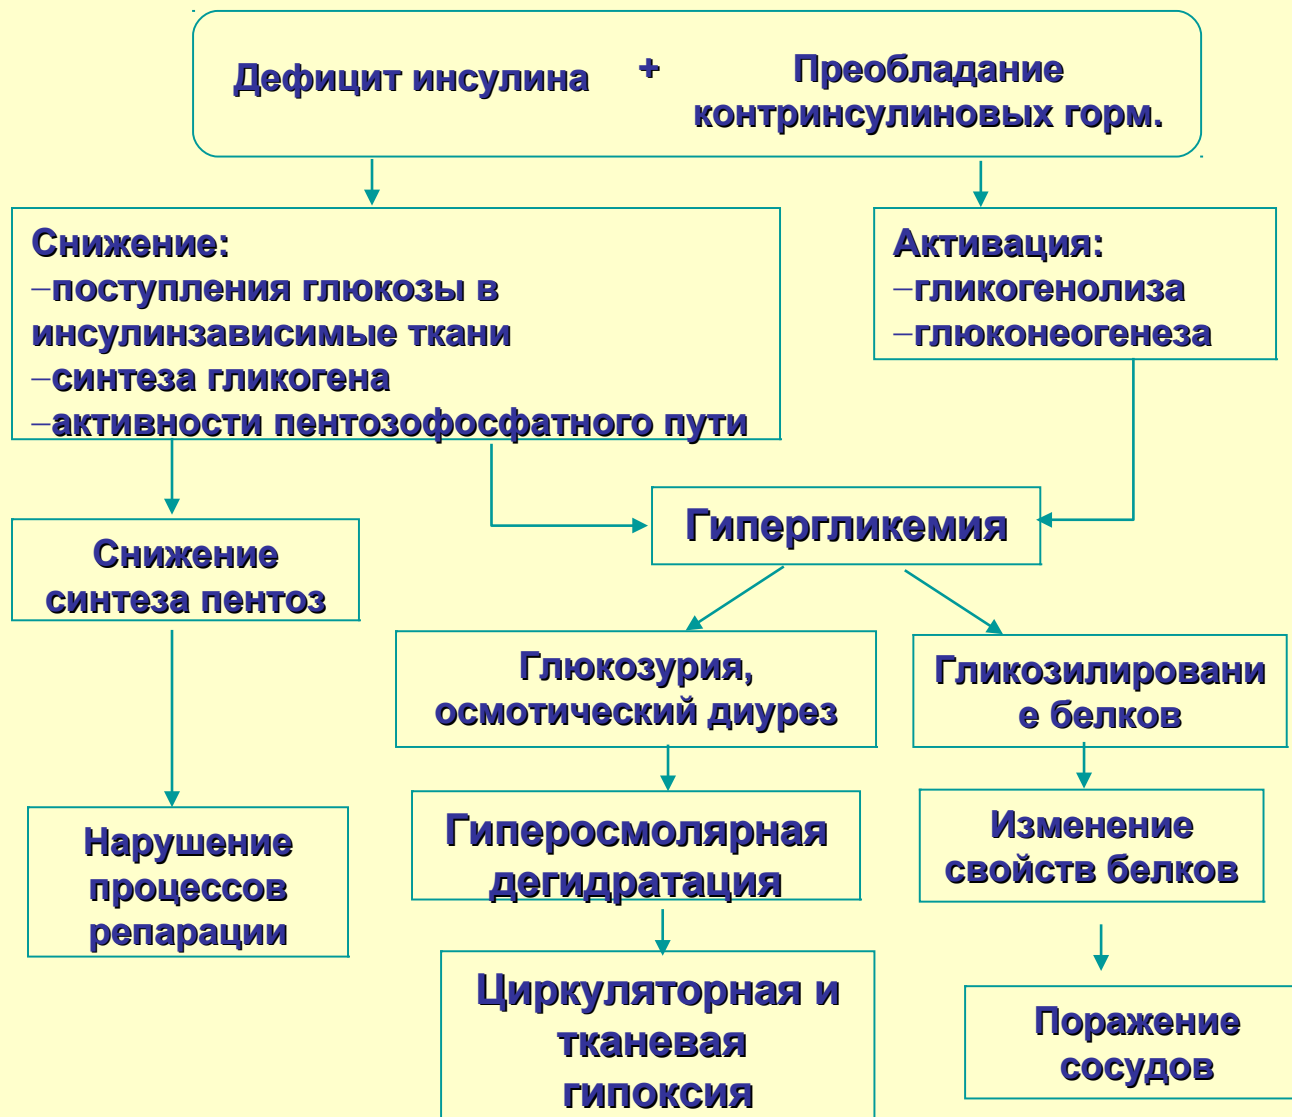 Дефицит инсулина + Преобладание
контринсулиновых горм.
Снижение:
–поступления глюкозы в
инсулинзависимые ткани
–синтеза гликогена
–активности пентозофосфатного пути
Активация:
–гликогенолиза
–глюконеогенеза
Гипергликемия
Снижение
синтеза пентоз
Глюкозурия,
осмотический диурез
Гликозилировани
е белков
Нарушение
процессов
репарации
Гиперосмолярная
дегидратация
Изменение
свойств белков
Циркуляторная и
тканевая
гипоксия
Поражение
сосудов